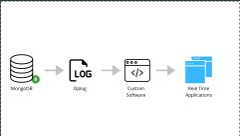 LOG
</>
MongoDB
Oplog
Custom
Software
Real Time
Applications